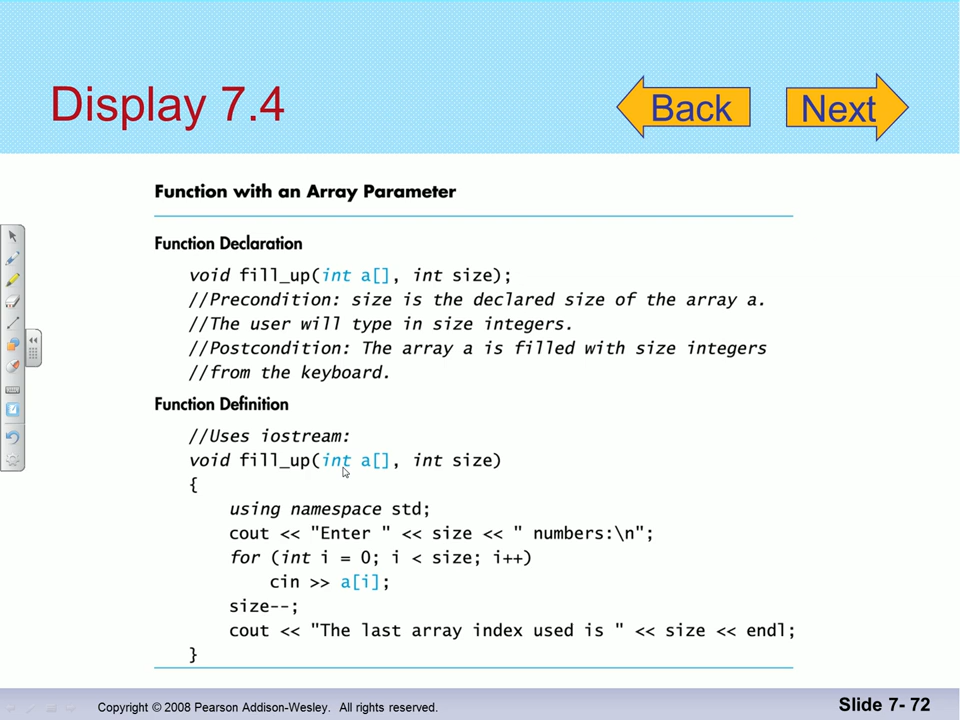 Display 7.4
Back
Next
Function with an Array Parameter
Function Declaration
void fill_up(int a[], int size);
//Precondition: size is the declared size of the array a.
//The user will type in size integers.
//Postcondition: The array a is filled with size integers
//from the keyboard.
Function Definition
//Uses iostream:
void fill_up(int a[], int size)
{
using namespace std;
cout << "Enter " << size << " numbers:\n";
for (int i = 0; i < size; i++)
cin >> a[i];
size--;
cout << "The last array index used is " << size << endl;
}
Copyright © 2008 Pearson Addison-Wesley. All rights reserved.
Slide 7- 72